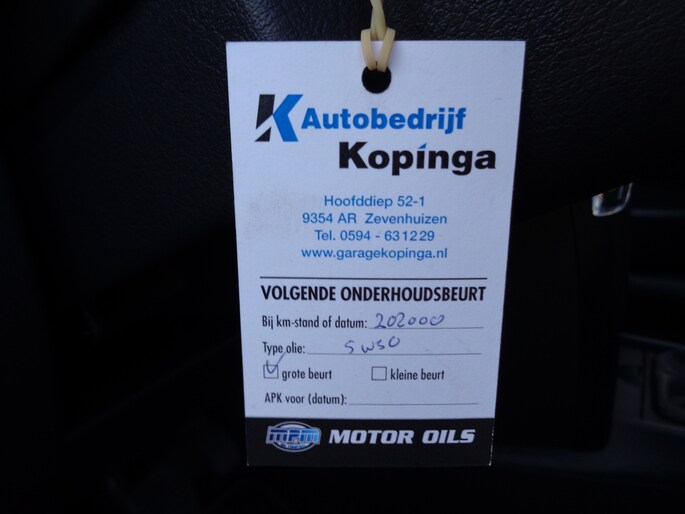 K Autobedrijf
Kopinga
Hoofddiep 52-1
9354 AR Zevenhuizen
Tel. 0594 - 631229
www.garagekopinga.nl
VOLGENDE ONDERHOUDSBEURT
Bij km-stand of datum: 202000
Type olie: 5W50
grote beurt kleine beurt
APK voor (datum):
MPM MOTOR OILS